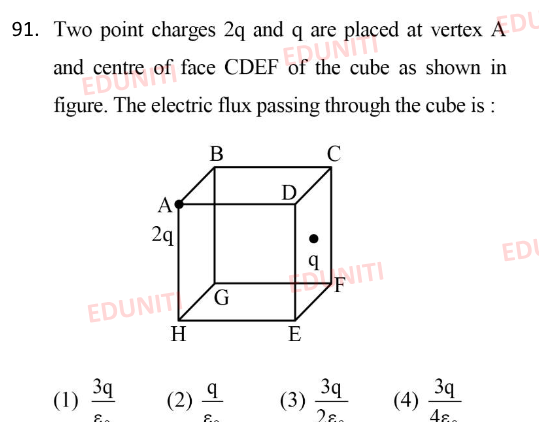 91. Two point charges 2q and q are placed at vertex A
and centre of face CDEF of the cube as shown in
figure. The electric flux passing through the cube is :
B C
D
A
2q
q
G F
H E
(1) 3q/ε₀ (2) q/ε₀ (3) 3q/2ε₀ (4) 3q/4ε₀
EDUNITI
EDUNITI
EDUNITI
EDUNITI